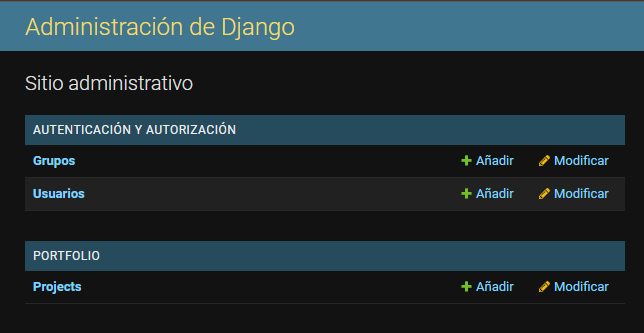 Administración de Django
Sitio administrativo
AUTENTICACIÓN Y AUTORIZACIÓN
Grupos Añadir Modificar
Usuarios Añadir Modificar
PORTFOLIO
Projects Añadir Modificar